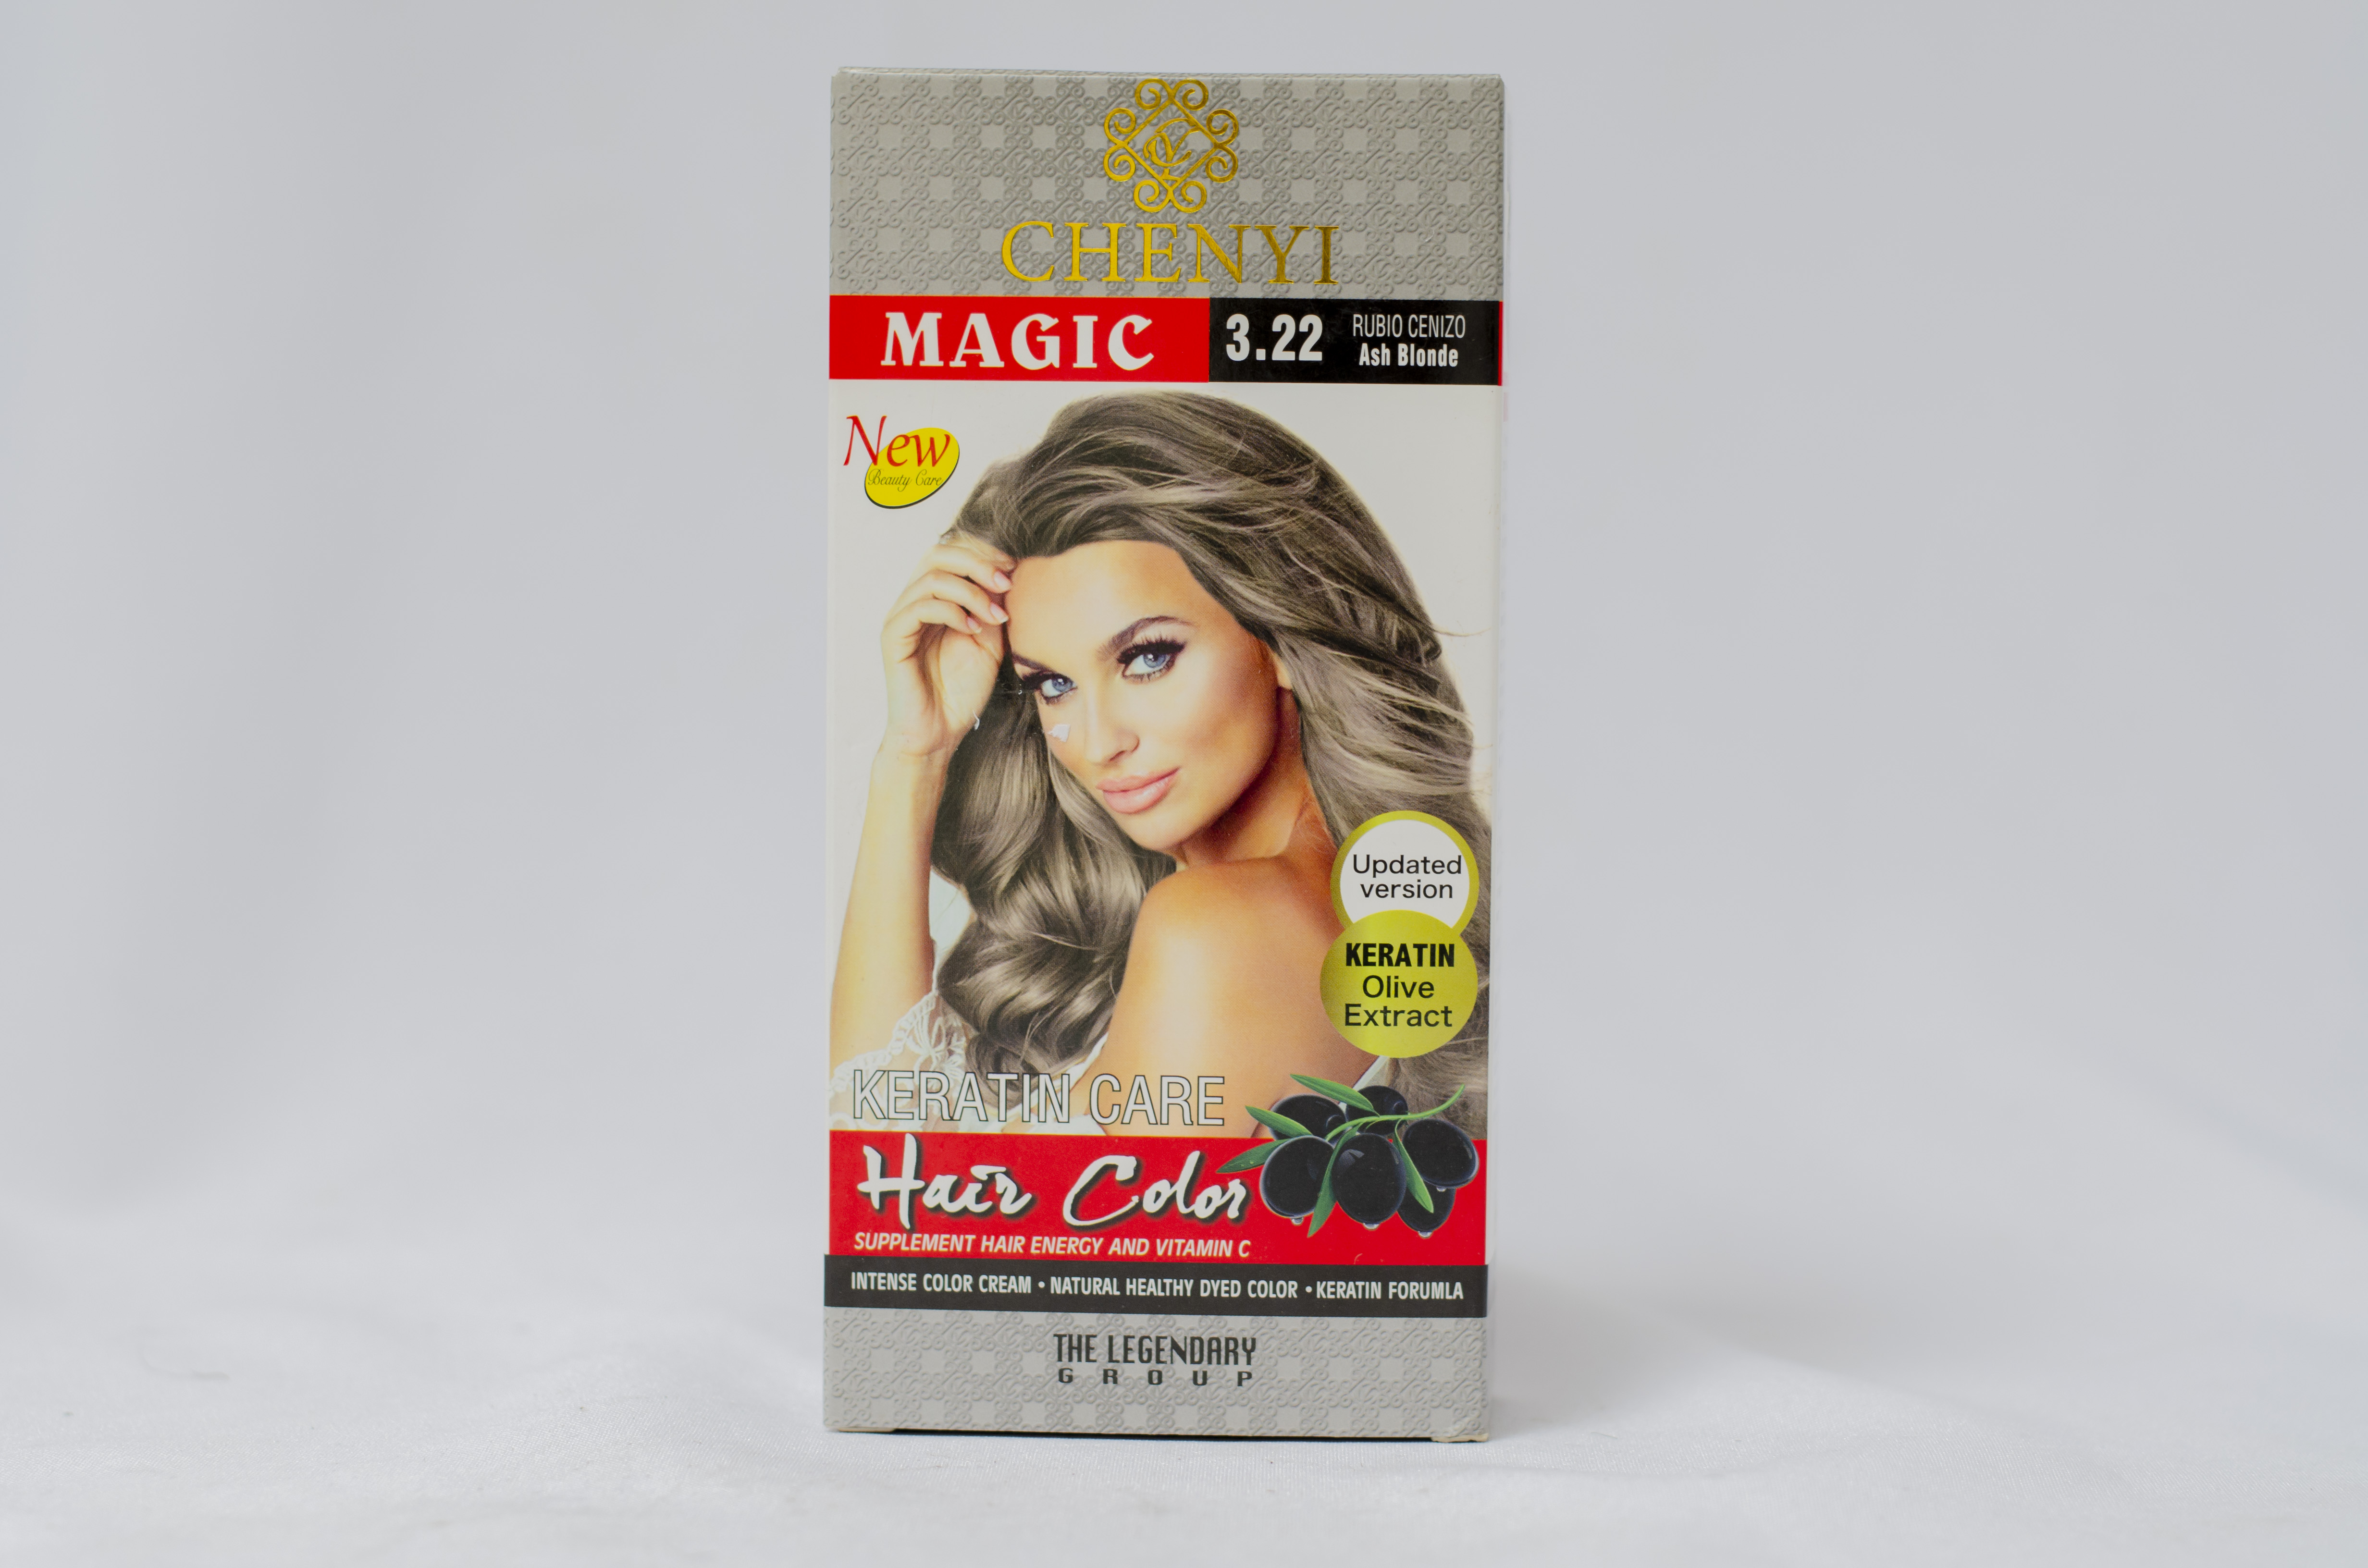 CHENYI
MAGIC
3.22
RUBIO CENIZO
Ash Blonde
New
Beauty Care
Updated
version
KERATIN
Olive
Extract
KERATIN CARE
Hair Color
SUPPLEMENT HAIR ENERGY AND VITAMIN C
INTENSE COLOR CREAM • NATURAL HEALTHY DYED COLOR • KERATIN FORUMLA
THE LEGENDARY
GROUP